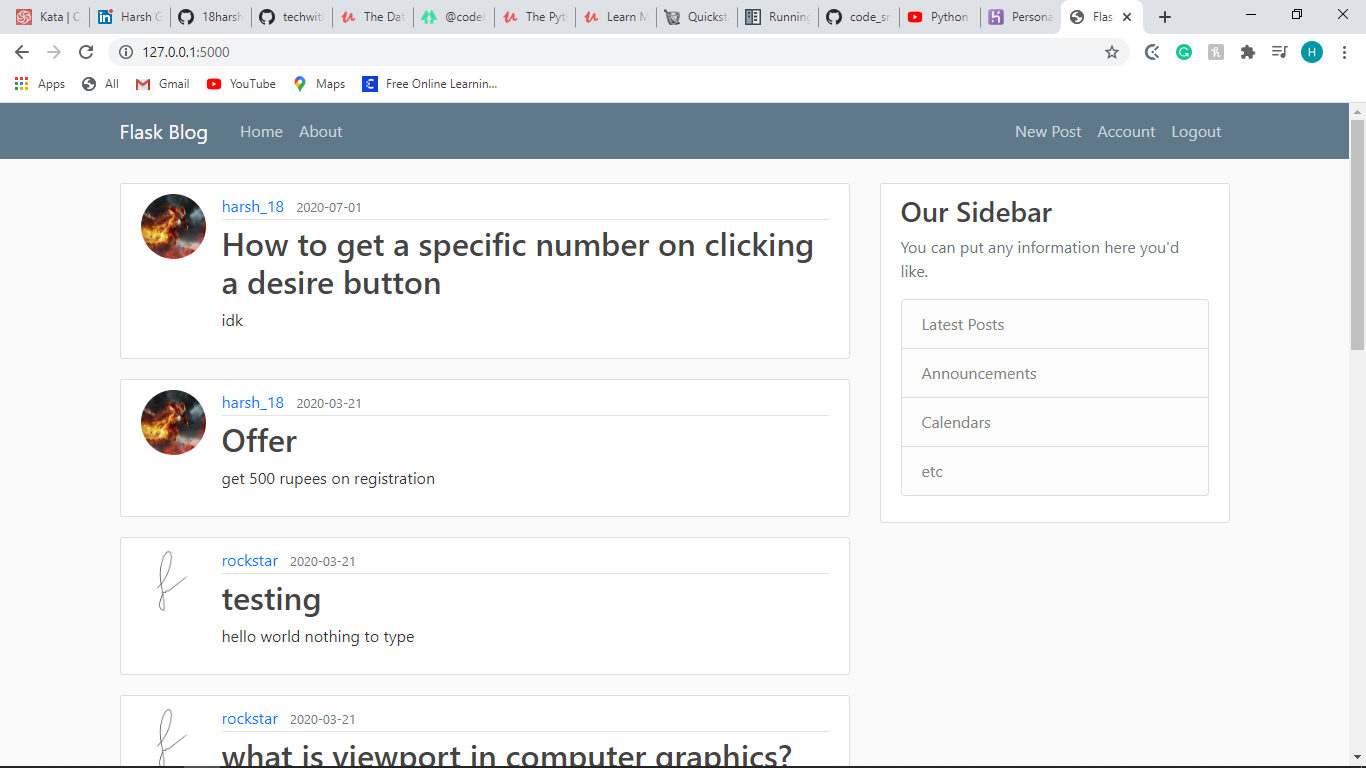 Kata | C
Harsh G
18harsh
techwit
The Dat
@codel
The Pyt
Learn M
Quickst
Running
code_sn
Python
Persona
Flas
127.0.0.1:5000
H
Apps
All
Gmail
YouTube
Maps
Free Online Learnin...
Flask Blog Home About New Post Account Logout
harsh_18 2020-07-01
How to get a specific number on clicking
a desire button
idk
harsh_18 2020-03-21
Offer
get 500 rupees on registration
rockstar 2020-03-21
testing
hello world nothing to type
rockstar 2020-03-21
what is viewport in computer graphics?
Our Sidebar
You can put any information here you'd
like.
Latest Posts
Announcements
Calendars
etc